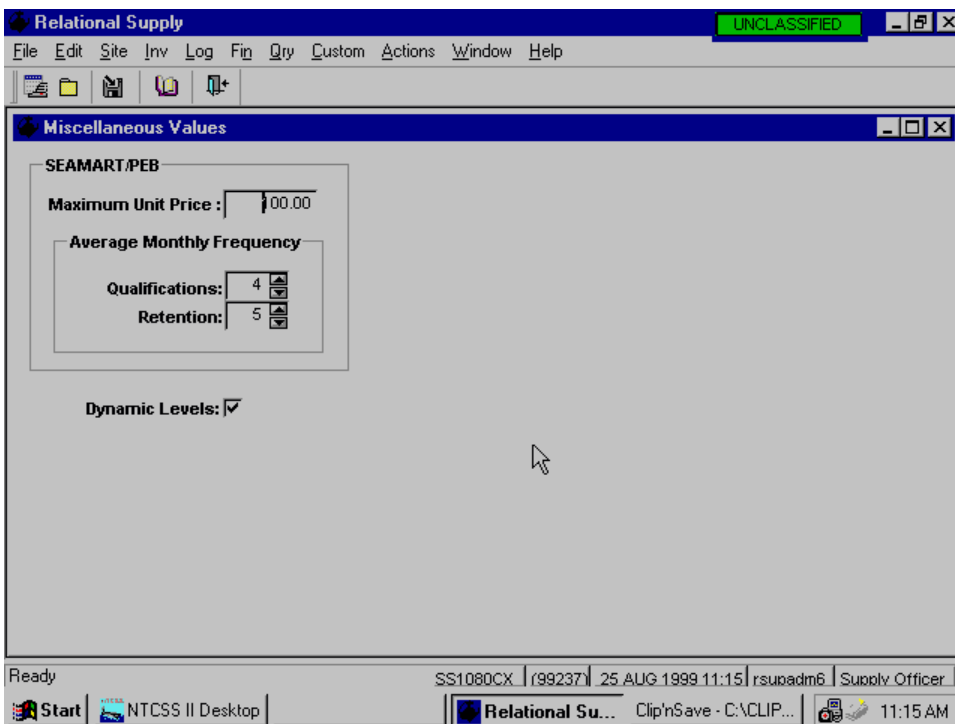 Relational Supply UNCLASSIFIED
File Edit Site Inv Log Fin Qry Custom Actions Window Help
Miscellaneous Values
SEAMART/PEB
Maximum Unit Price : 100.00
Average Monthly Frequency
Qualifications: 4
Retention: 5
Dynamic Levels:
Ready SS1080CX (99237) 25 AUG 1999 11:15 rsupadm6 Supply Officer
Start NTCSS II Desktop Relational Su... Clip'nSave - C:\CLIP... 11:15 AM